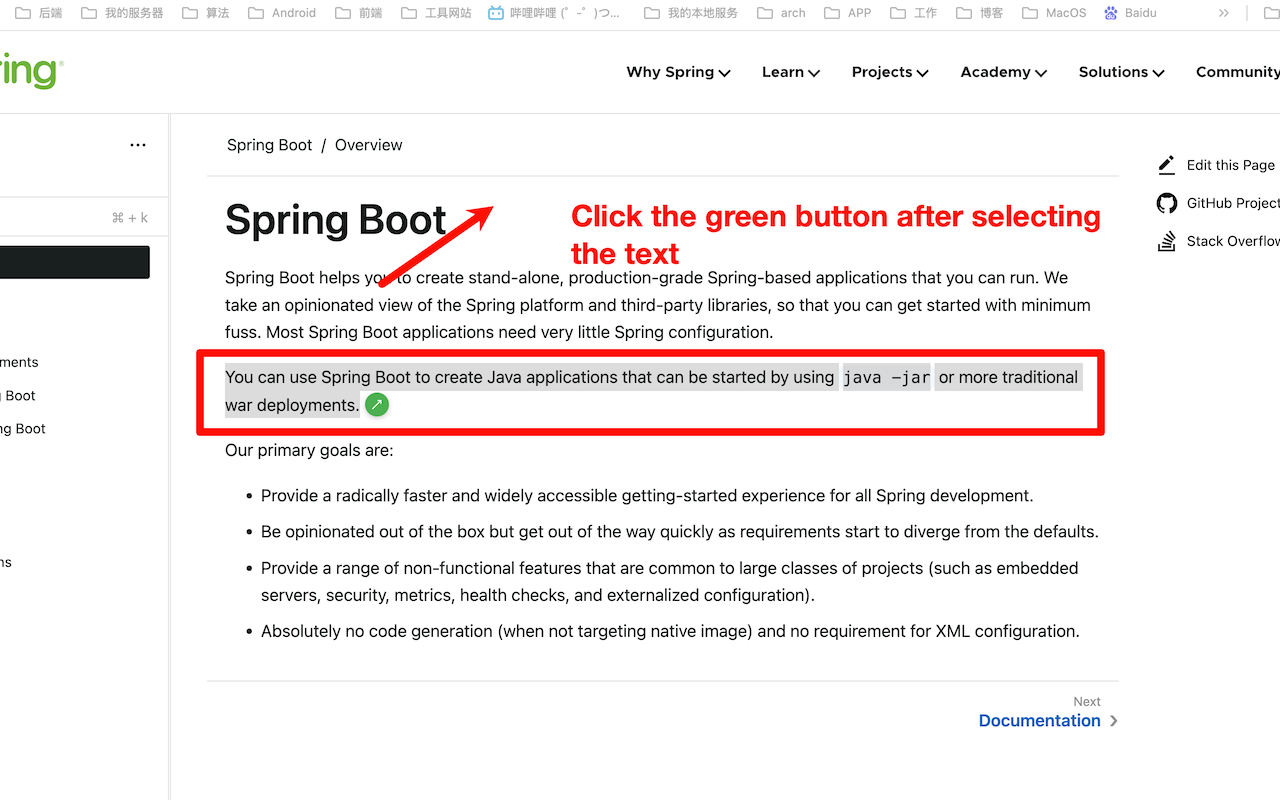 后端 我的服务器 算法 Android 前端 工具网站 哔哩哔哩 (゜-゜)つ... 我的本地服务 arch APP 工作 博客 MacOS Baidu »
ing®
Why Spring Learn Projects Academy Solutions Community
...
⌘ + k
ments
Boot
ng Boot
ns
Spring Boot / Overview
Spring Boot
Click the green button after selecting
the text
Spring Boot helps you to create stand-alone, production-grade Spring-based applications that you can run. We
take an opinionated view of the Spring platform and third-party libraries, so that you can get started with minimum
fuss. Most Spring Boot applications need very little Spring configuration.
You can use Spring Boot to create Java applications that can be started by using java -jar or more traditional
war deployments.
Our primary goals are:
• Provide a radically faster and widely accessible getting-started experience for all Spring development.
• Be opinionated out of the box but get out of the way quickly as requirements start to diverge from the defaults.
• Provide a range of non-functional features that are common to large classes of projects (such as embedded
servers, security, metrics, health checks, and externalized configuration).
• Absolutely no code generation (when not targeting native image) and no requirement for XML configuration.
Next
Documentation
Edit this Page
GitHub Project
Stack Overflow